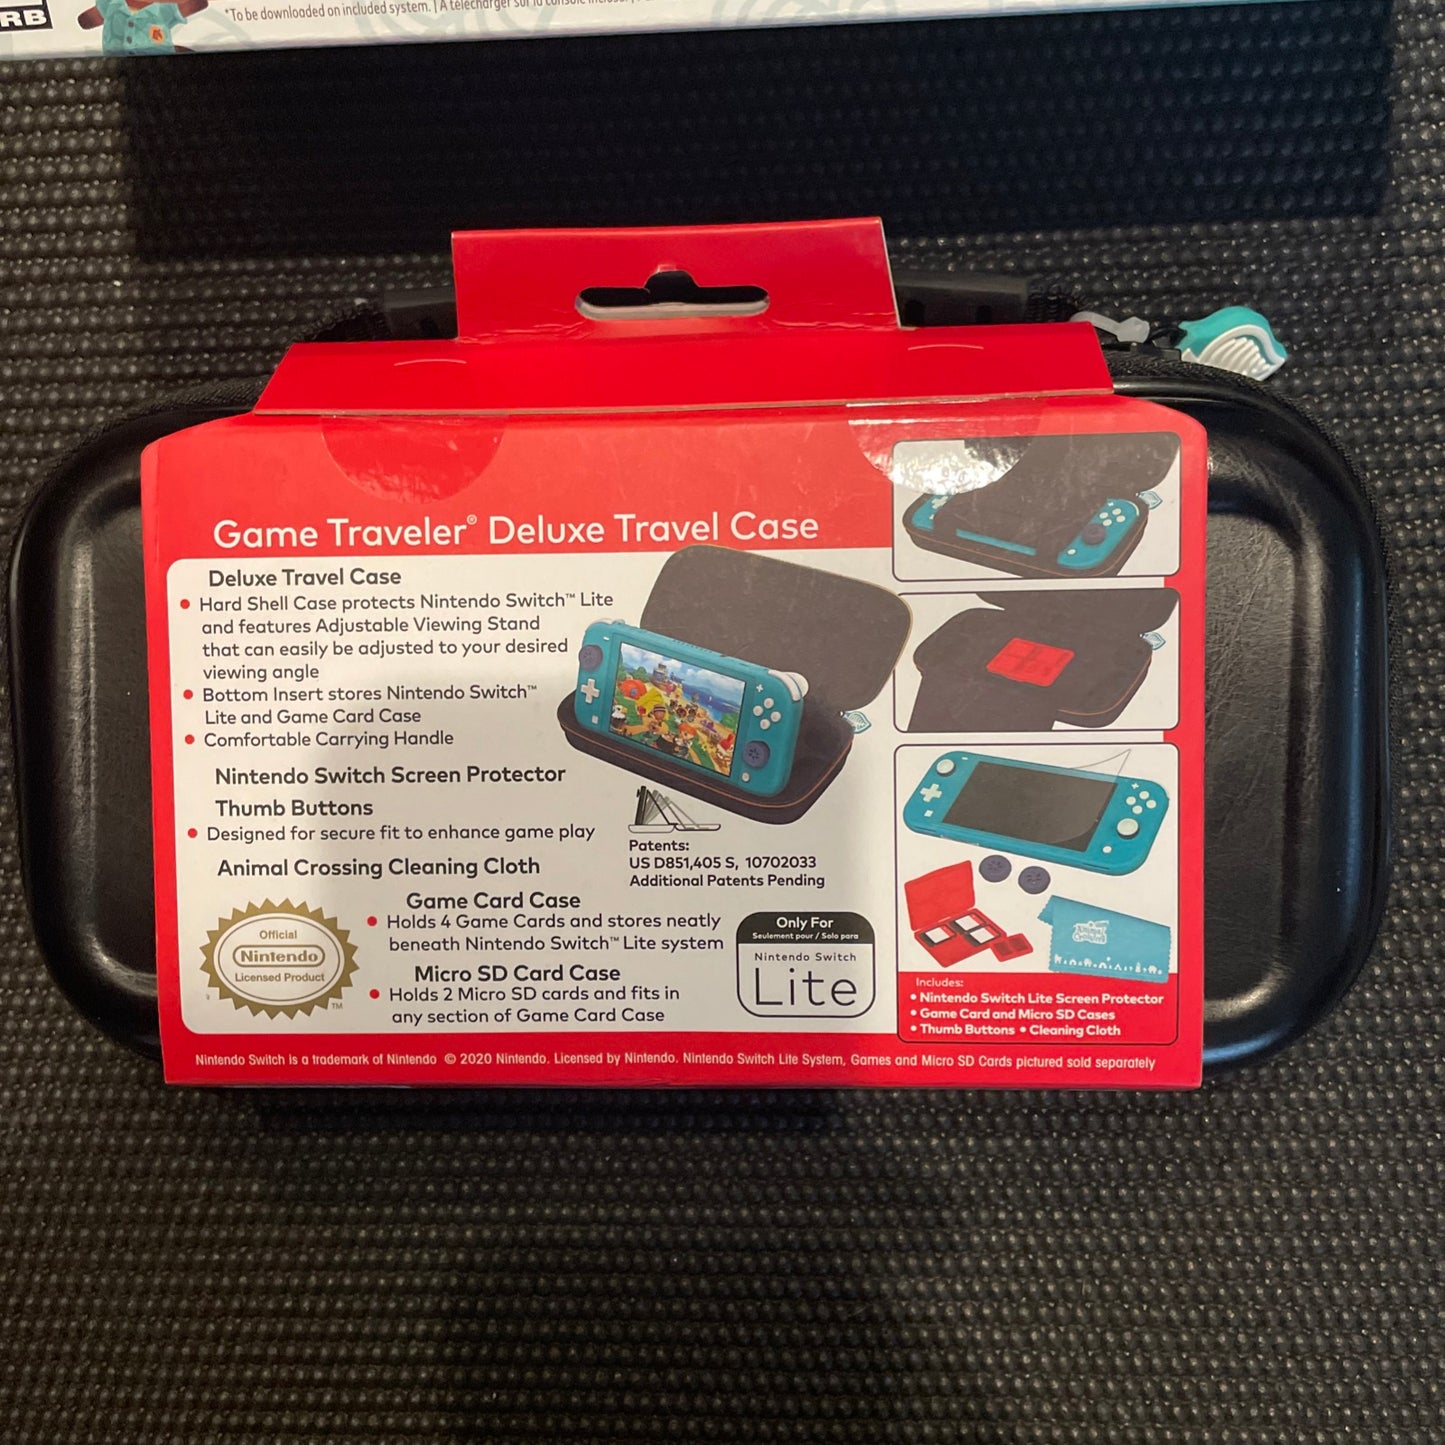 RB
*To be downloaded on included system. | À télécharger sur la console
Game Traveler® Deluxe Travel Case
Deluxe Travel Case
• Hard Shell Case protects Nintendo Switch™ Lite
and features Adjustable Viewing Stand
that can easily be adjusted to your desired
viewing angle
• Bottom Insert stores Nintendo Switch™
Lite and Game Card Case
• Comfortable Carrying Handle
Nintendo Switch Screen Protector
Thumb Buttons
• Designed for secure fit to enhance game play
Animal Crossing Cleaning Cloth
Patents:
US D851,405 S, 10702033
Additional Patents Pending
Game Card Case
• Holds 4 Game Cards and stores neatly
beneath Nintendo Switch™ Lite system
Micro SD Card Case
• Holds 2 Micro SD cards and fits in
any section of Game Card Case
Official
Nintendo
Licensed Product
TM
Only For
Seulement pour / Solo para
Nintendo Switch
Lite
Animal
Crossing
Includes:
• Nintendo Switch Lite Screen Protector
• Game Card and Micro SD Cases
• Thumb Buttons • Cleaning Cloth
Nintendo Switch is a trademark of Nintendo © 2020 Nintendo. Licensed by Nintendo. Nintendo Switch Lite System, Games and Micro SD Cards pictured sold separately